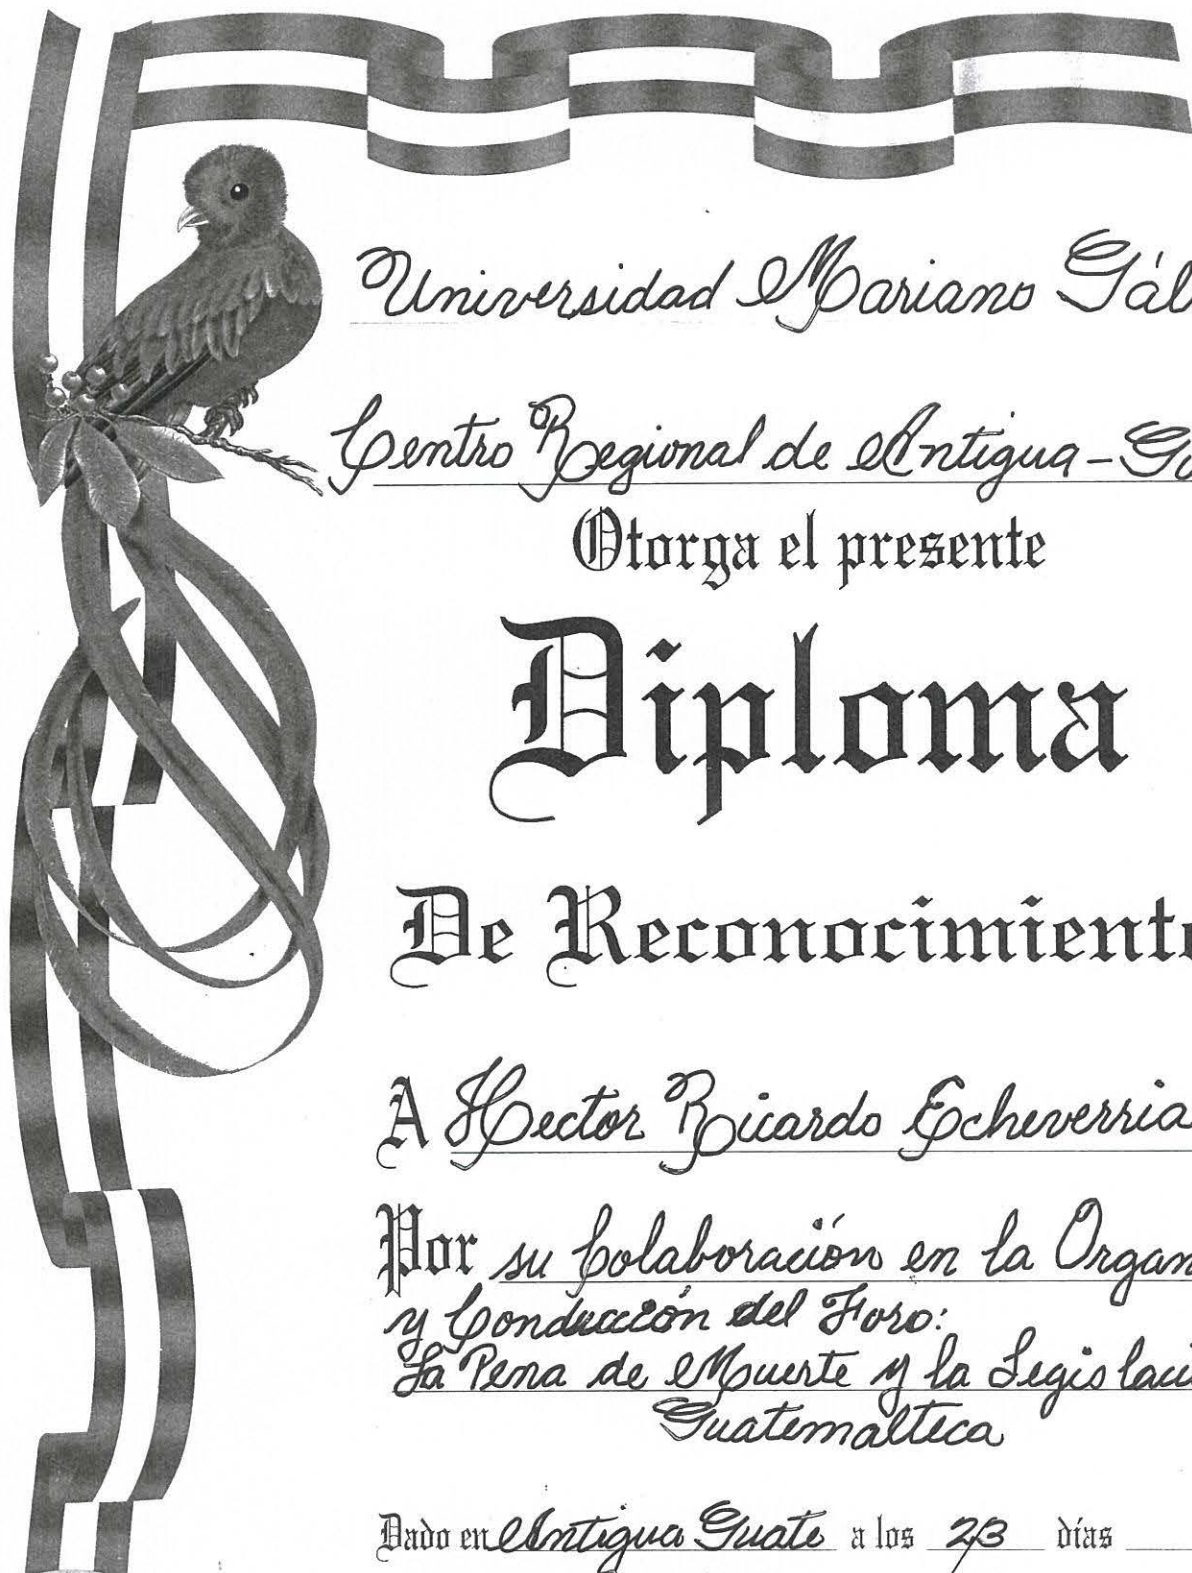 Universidad Mariano Gál
Centro Regional de Antigua - Gu
Otorga el presente
Diploma
De Reconocimiento
A Hector Ricardo Echeverria
Por su Colaboración en la Organ
y Conducción del Foro:
La Pena de Muerte y la Legislaci
Guatemalteca
Dado en Antigua Guate a los 23 días